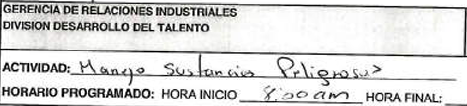 GERENCIA DE RELACIONES INDUSTRIALES
DIVISION DESARROLLO DEL TALENTO
ACTIVIDAD: Manejo Sustancias Peligrosas
HORARIO PROGRAMADO: HORA INICIO 8:00 am HORA FINAL: